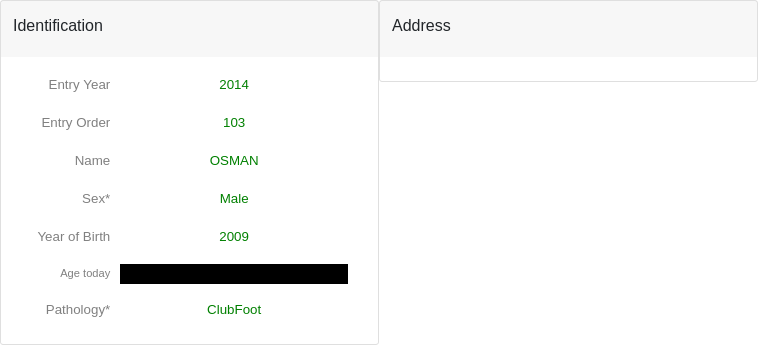 Identification
Entry Year 2014
Entry Order 103
Name OSMAN
Sex* Male
Year of Birth 2009
Age today
Pathology* ClubFoot
Address